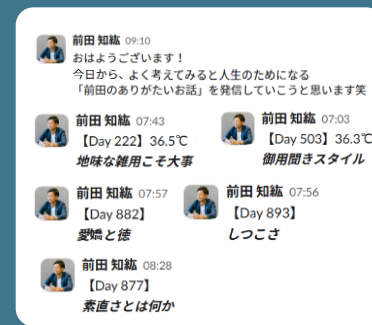 前田 知紘 09:10
おはようございます！
今日から、よく考えてみると人生のためになる
「前田のありがたいお話」を発信していこうと思います笑
前田 知紘 07:43
【Day 222】36.5℃
地味な雑用こそ大事
前田 知紘 07:03
【Day 503】36.3℃
御用聞きスタイル
前田 知紘 07:57
【Day 882】
愛嬌と徳
前田 知紘 07:56
【Day 893】
しつこさ
前田 知紘 08:28
【Day 877】
素直さとは何か